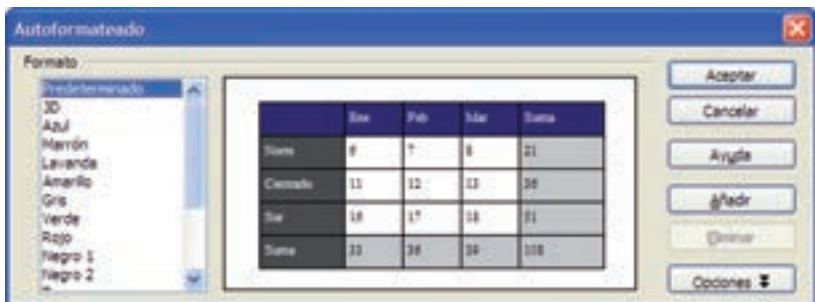 Autoformateado
Formato
Predeterminado
3D
Azul
Marrón
Lavanda
Amarillo
Gris
Verde
Rojo
Negro 1
Negro 2
Ene Feb Mar Suma
Norte 6 7 8 21
Centrado 11 12 13 36
Sur 16 17 18 51
Suma 33 36 39 108
Aceptar
Cancelar
Ayuda
Añadir
Eliminar
Opciones